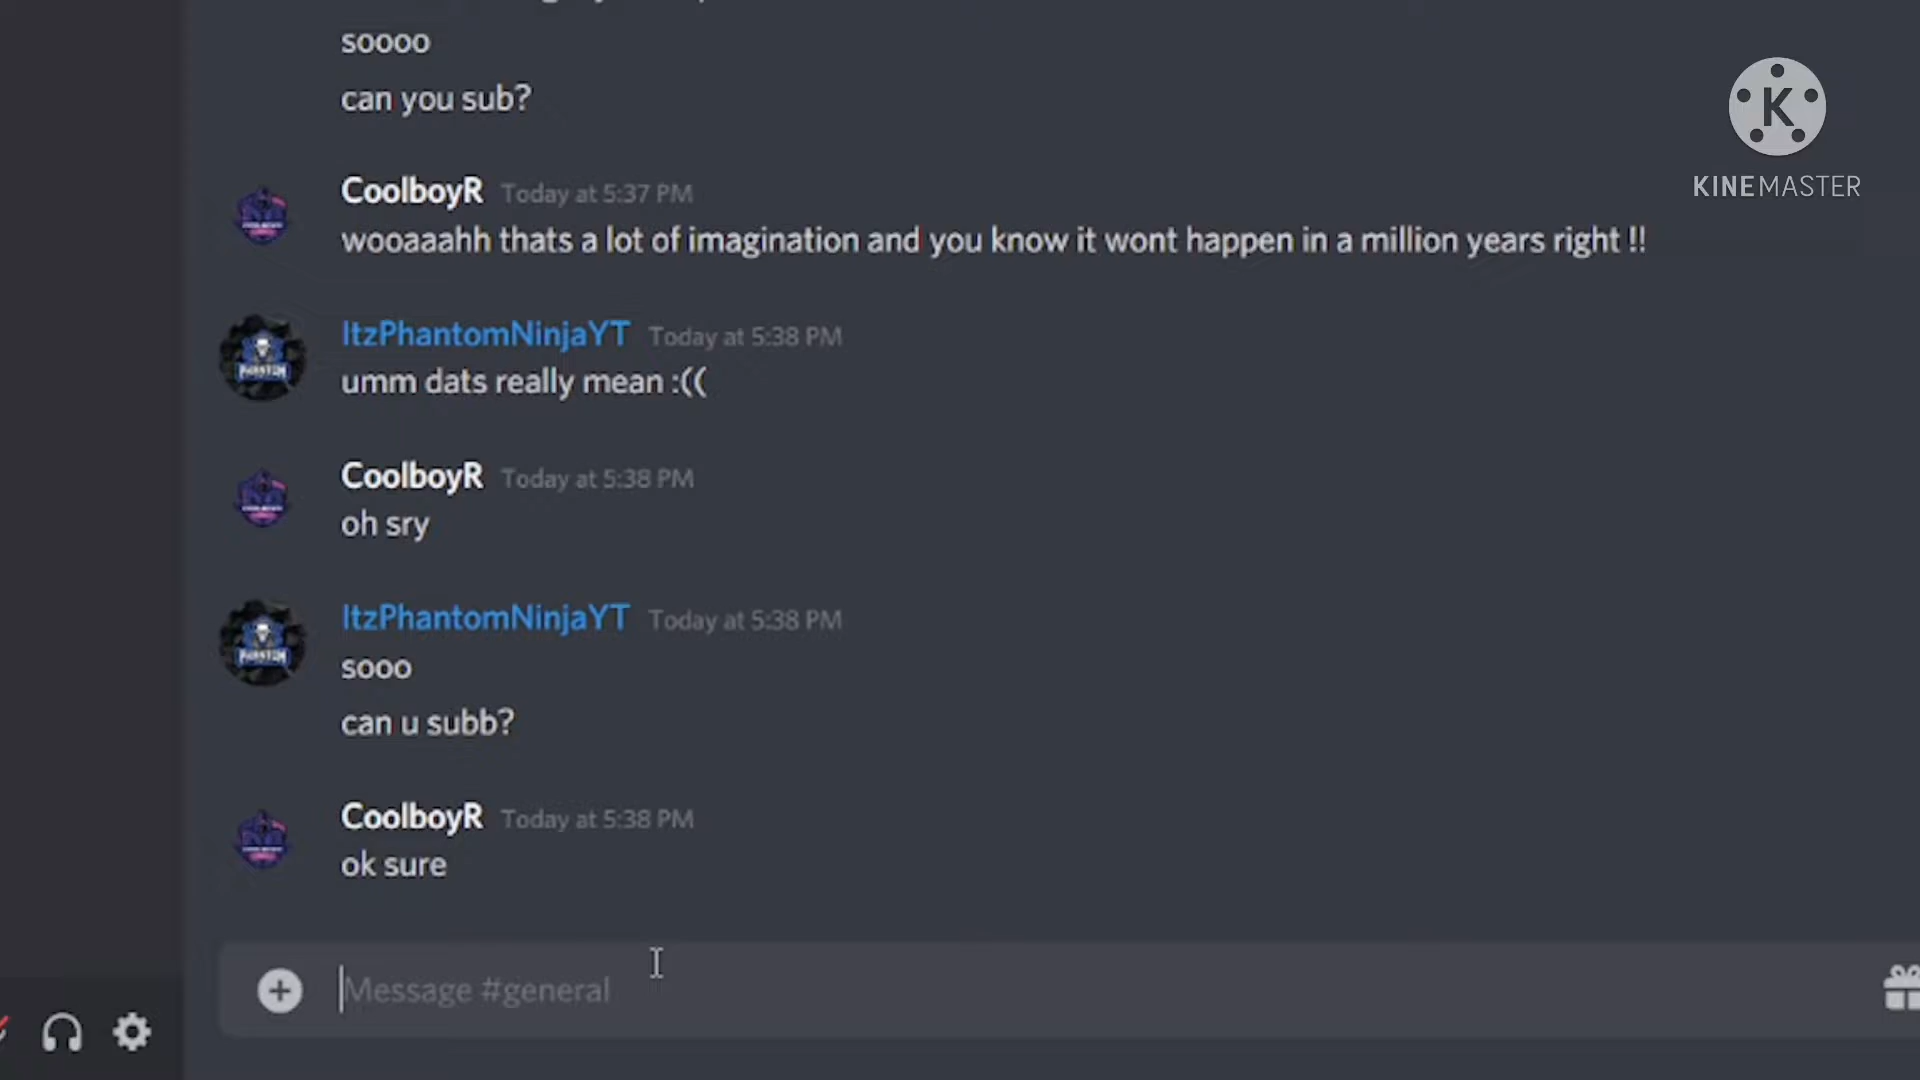 soooo
can you sub?
CoolboyR Today at 5:37 PM
wooaaahh thats a lot of imagination and you know it wont happen in a million years right !!
ItzPhantomNinjaYT Today at 5:38 PM
umm dats really mean :((
CoolboyR Today at 5:38 PM
oh sry
ItzPhantomNinjaYT Today at 5:38 PM
sooo
can u subb?
CoolboyR Today at 5:38 PM
ok sure
Message #general
K
KINEMASTER
PHANTOM
PHANTOM